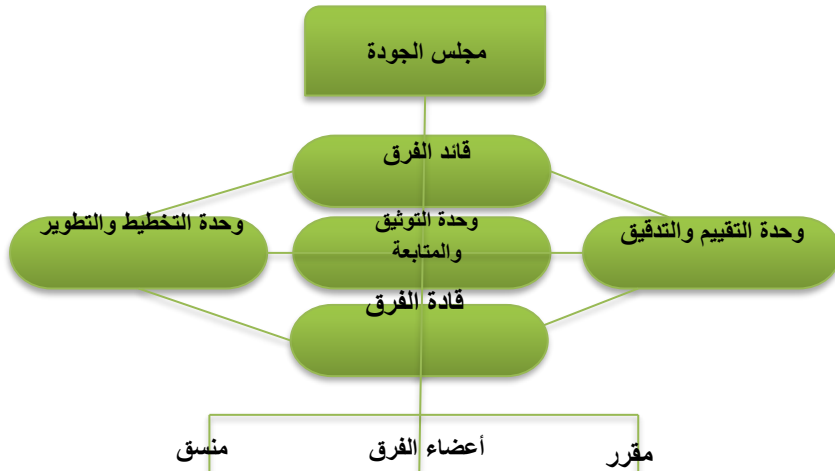 مجلس الجودة
قائد الفرق
وحدة التقييم والتدقيق
وحدة التوثيق
والمتابعة
وحدة التخطيط والتطوير
قادة الفرق
مقرر
أعضاء الفرق
منسق